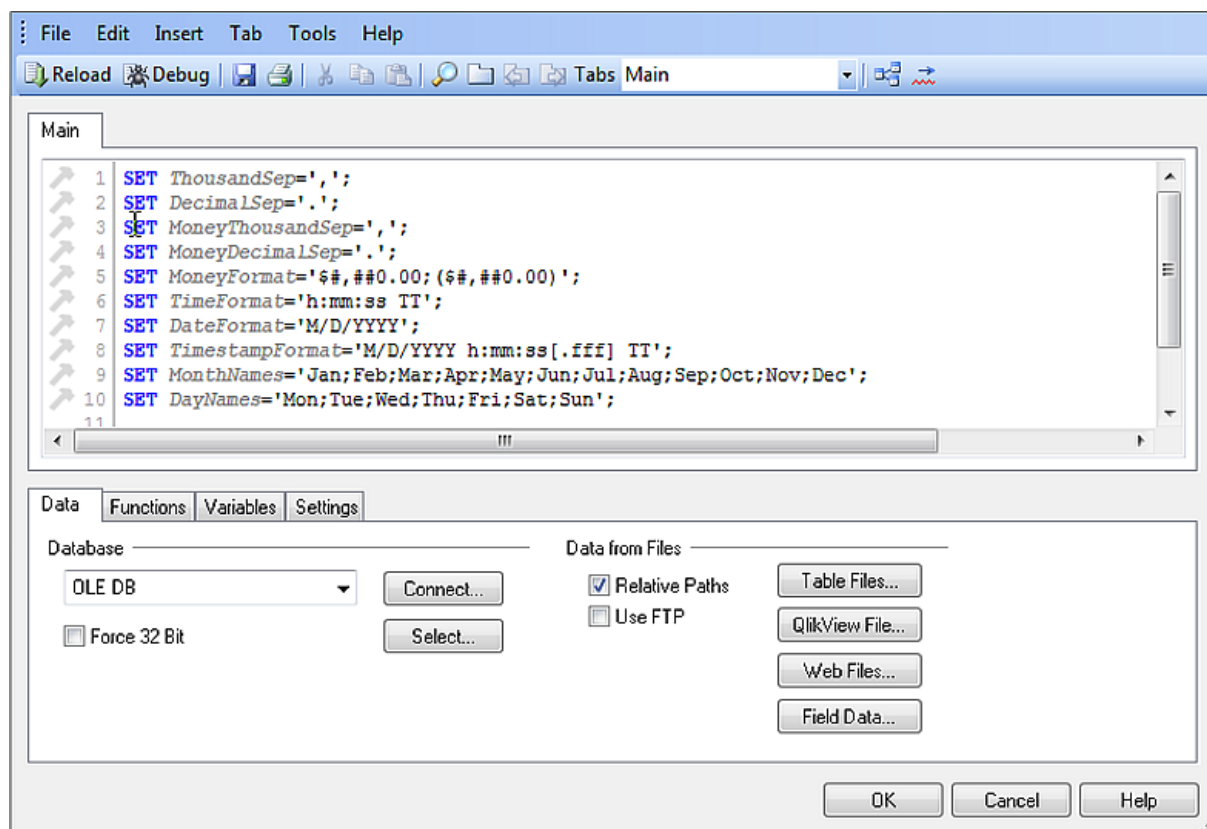 File Edit Insert Tab Tools Help
Reload Debug Tabs Main
Main
1 SET ThousandSep=',';
2 SET DecimalSep='.';
3 SET MoneyThousandSep=',';
4 SET MoneyDecimalSep='.';
5 SET MoneyFormat='$#,##0.00;($#,##0.00)';
6 SET TimeFormat='h:mm:ss TT';
7 SET DateFormat='M/D/YYYY';
8 SET TimestampFormat='M/D/YYYY h:mm:ss[.fff] TT';
9 SET MonthNames='Jan;Feb;Mar;Apr;May;Jun;Jul;Aug;Sep;Oct;Nov;Dec';
10 SET DayNames='Mon;Tue;Wed;Thu;Fri;Sat;Sun';
11
Data Functions Variables Settings
Database Data from Files
OLE DB Connect... Relative Paths Table Files...
Force 32 Bit Select... Use FTP QlikView File...
Web Files...
Field Data...
OK Cancel Help